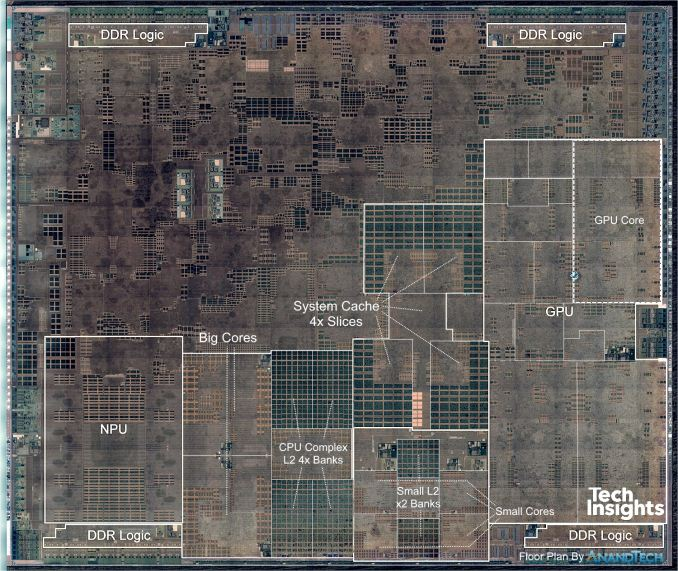 DDR Logic
DDR Logic
GPU Core
System Cache
4x Slices
GPU
Big Cores
NPU
CPU Complex
L2 4x Banks
Small L2
x2 Banks
Small Cores
Tech
Insights
DDR Logic
DDR Logic
Floor Plan By ANANDTECH